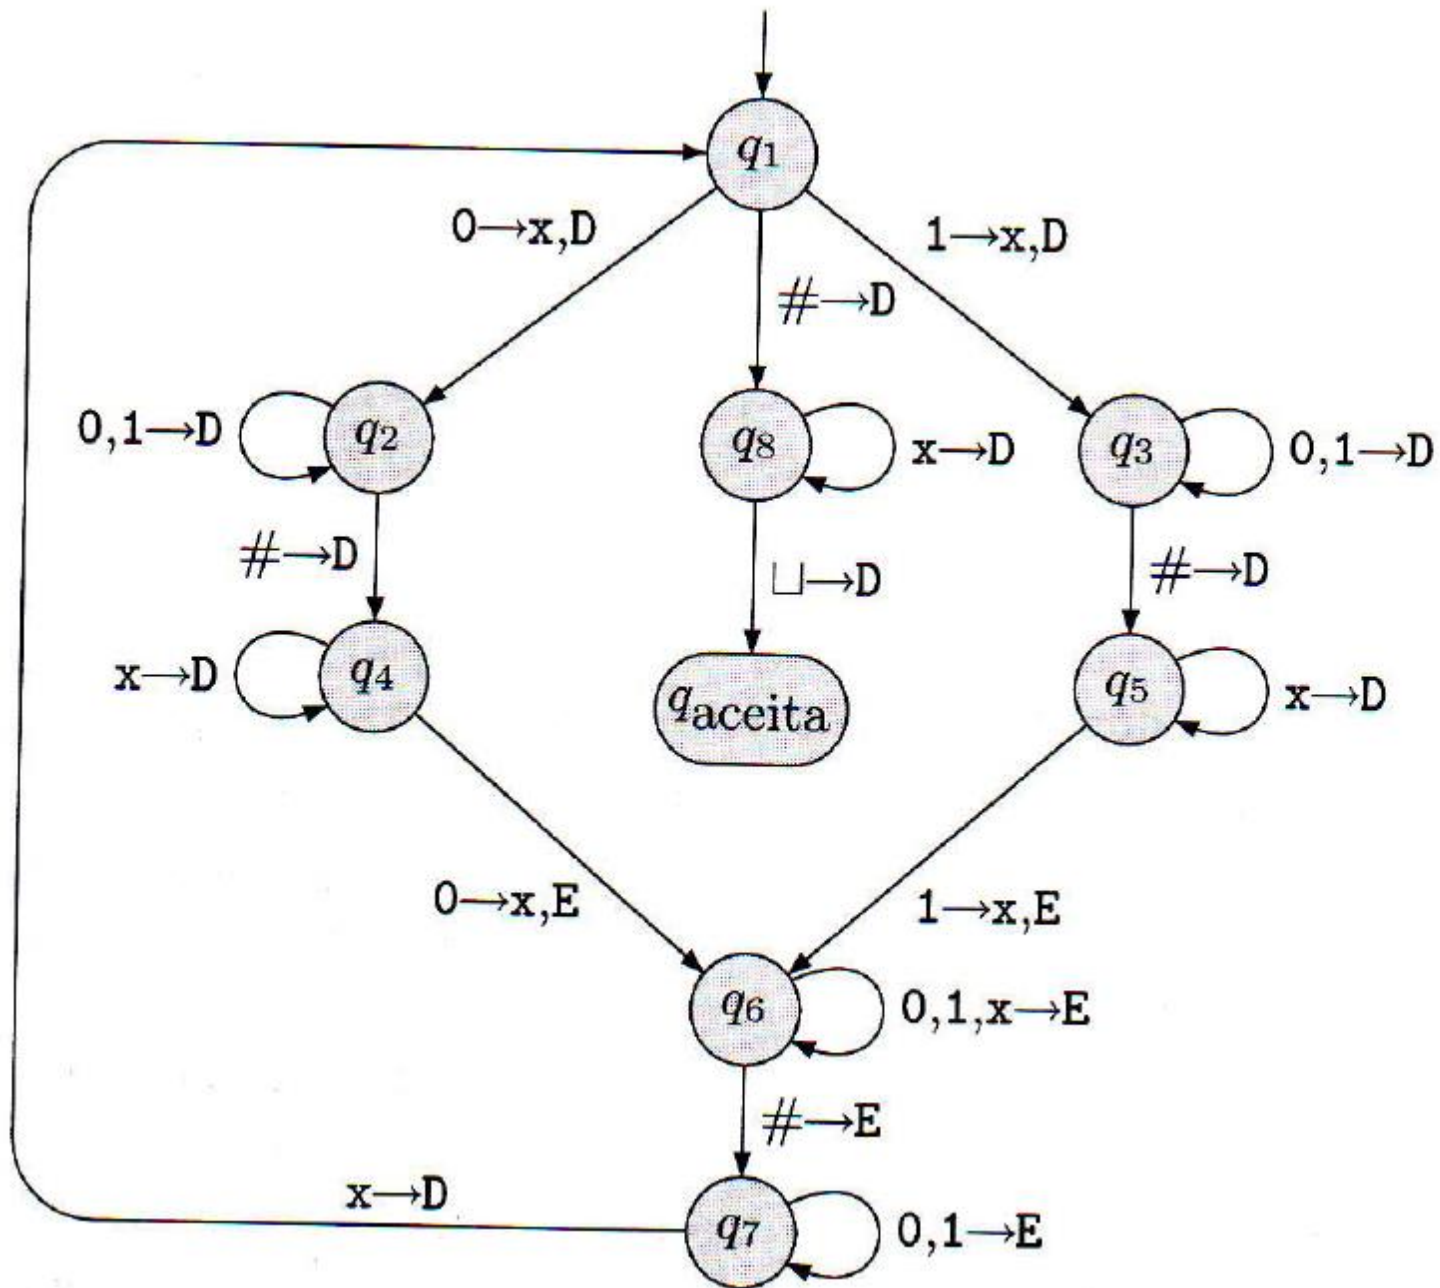 q1
0→x,D
1→x,D
#→D
0,1→D
q2
q8
x→D
q3
0,1→D
#→D
⊔→D
#→D
x→D
q4
qaceita
q5
x→D
0→x,E
1→x,E
q6
0,1,x→E
#→E
x→D
q7
0,1→E